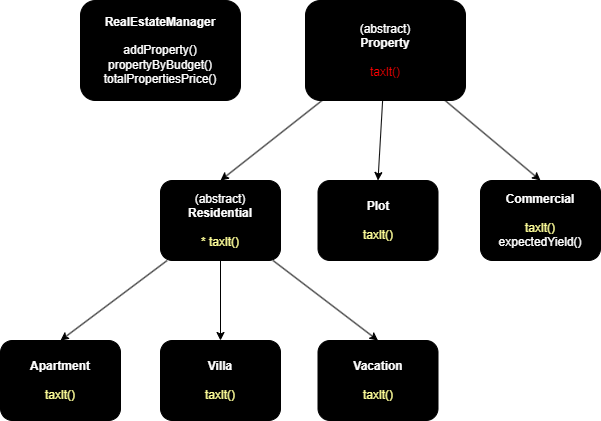 RealEstateManager
addProperty()
propertyByBudget()
totalPropertiesPrice()
(abstract)
Property
taxIt()
(abstract)
Residential
* taxIt()
Plot
taxIt()
Commercial
taxIt()
expectedYield()
Apartment
taxIt()
Villa
taxIt()
Vacation
taxIt()